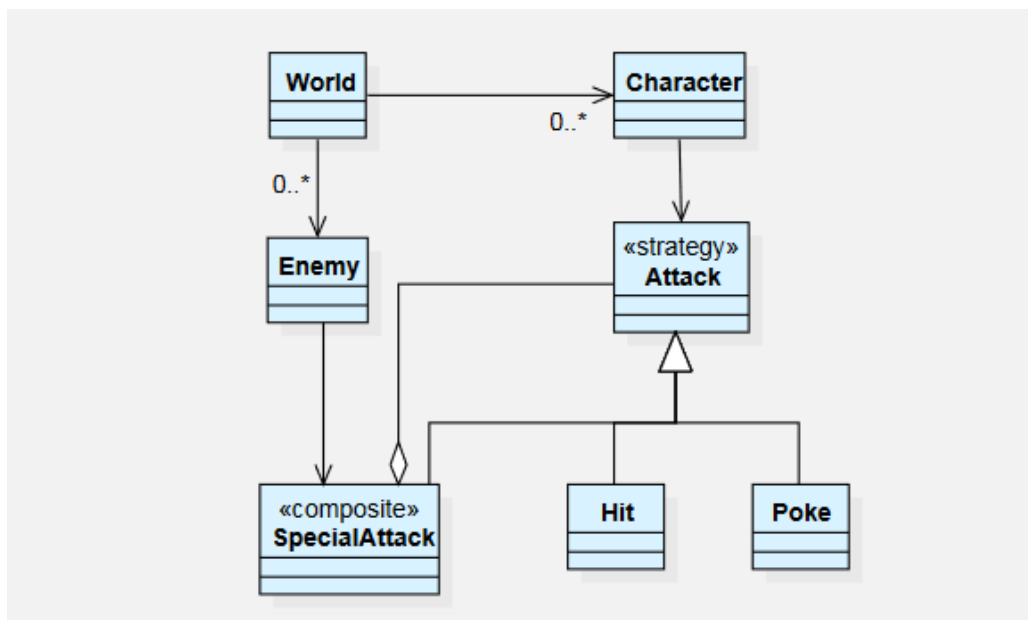 World
Character
0..*
0..*
«strategy»
Attack
Enemy
«composite»
SpecialAttack
Hit
Poke